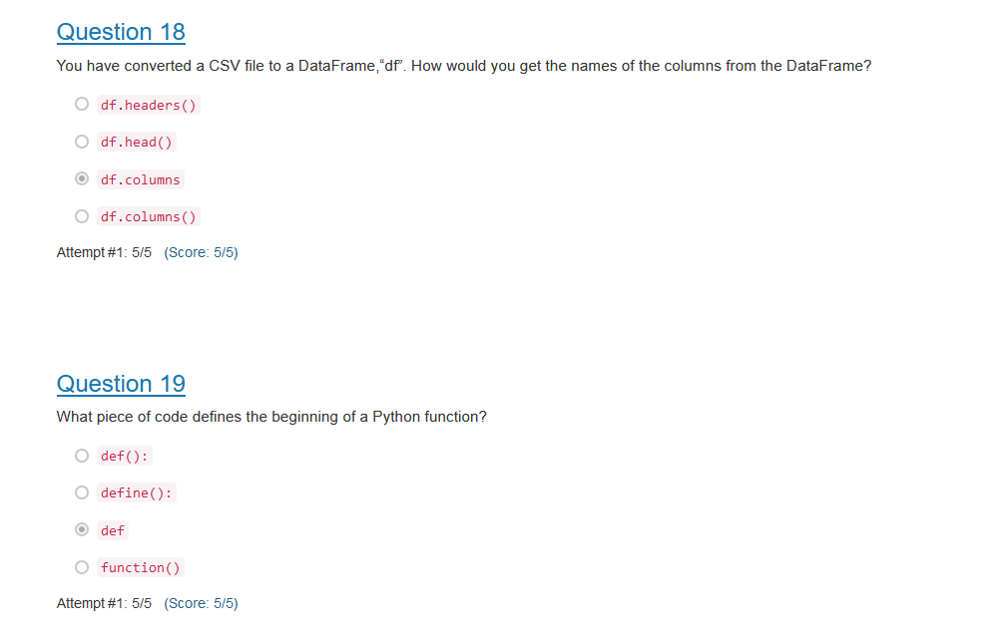 Question 18
You have converted a CSV file to a DataFrame,“df”. How would you get the names of the columns from the DataFrame?
df.headers()
df.head()
df.columns
df.columns()
Attempt #1: 5/5 (Score: 5/5)
Question 19
What piece of code defines the beginning of a Python function?
def():
define():
def
function()
Attempt #1: 5/5 (Score: 5/5)